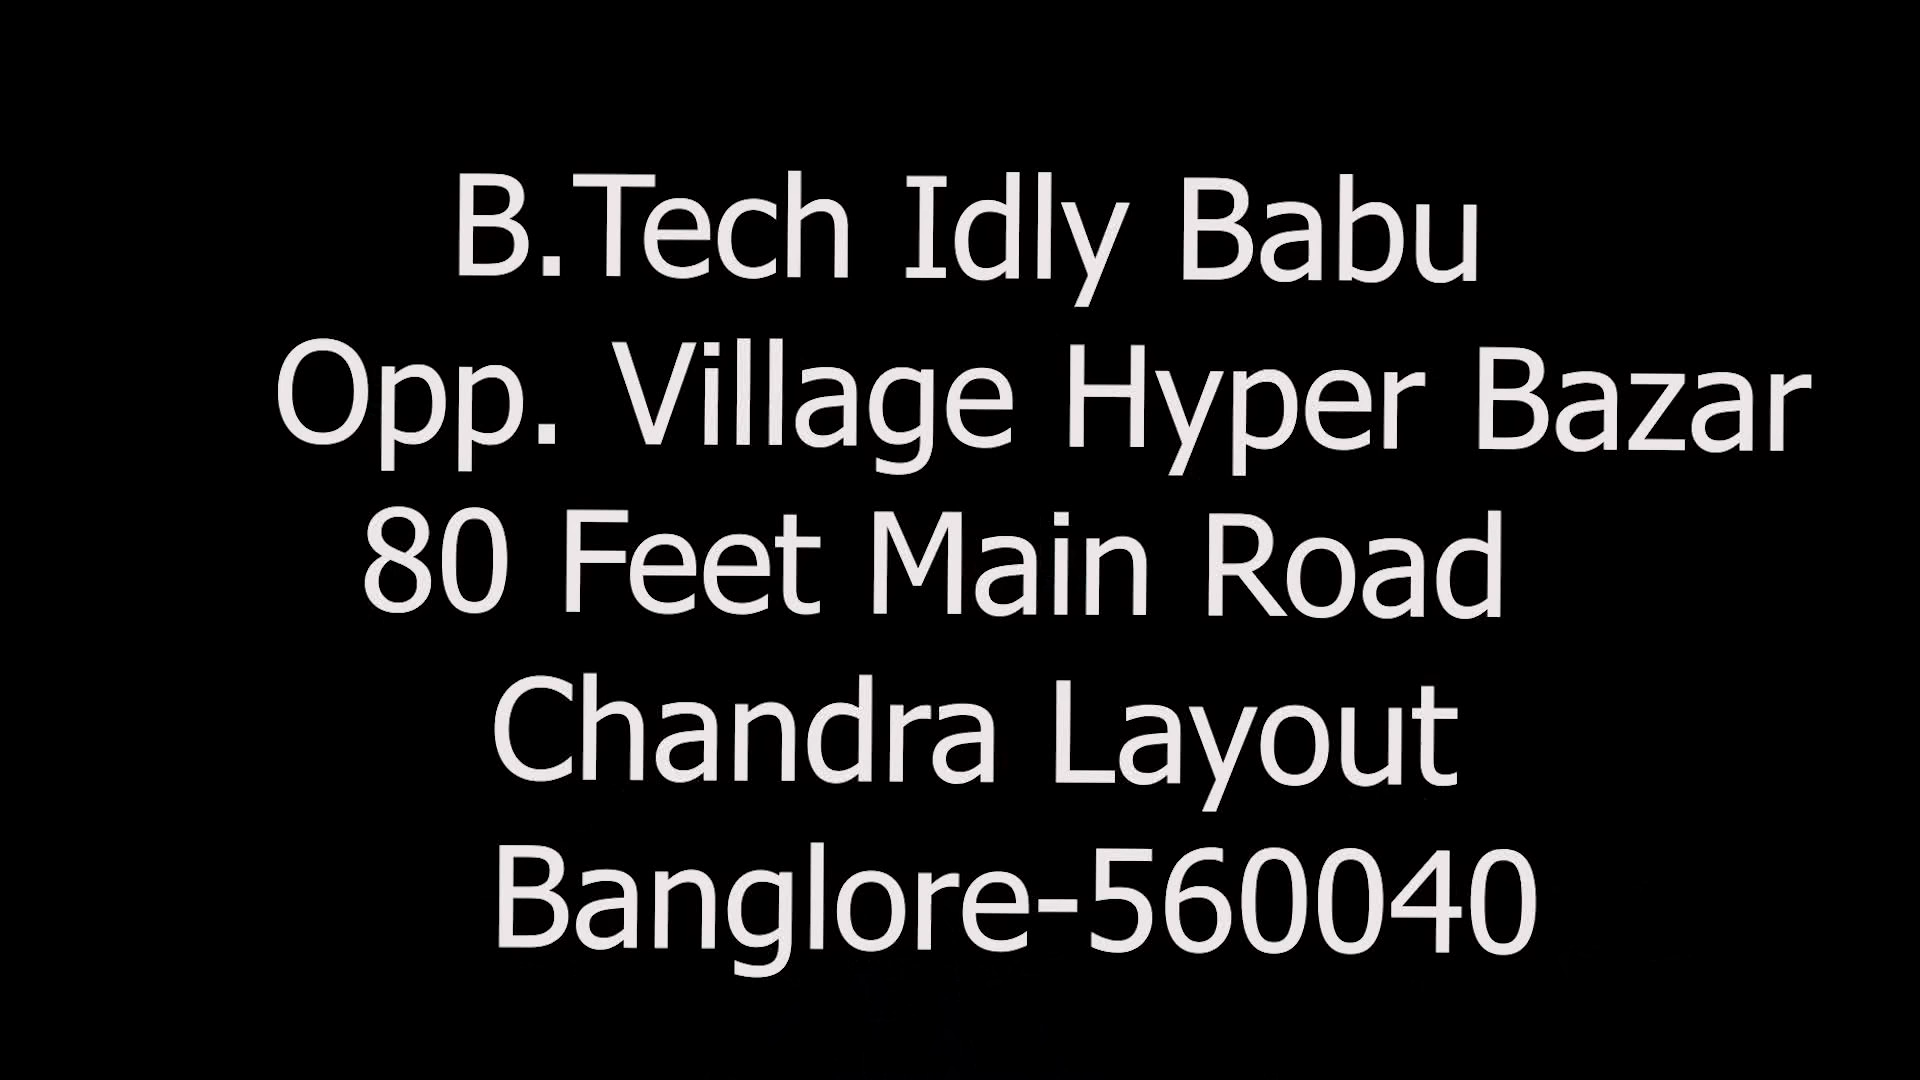 B.Tech Idly Babu
Opp. Village Hyper Bazar
80 Feet Main Road
Chandra Layout
Banglore-560040